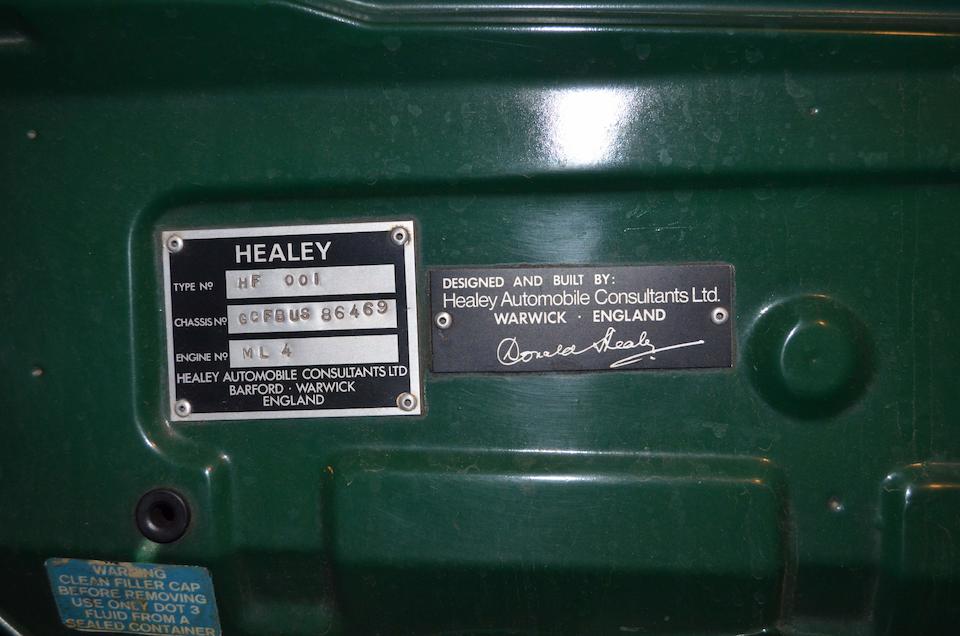 HEALEY
TYPE Nº HF 001
CHASSIS Nº GCFBUS 86469
ENGINE Nº ML 4
HEALEY AUTOMOBILE CONSULTANTS LTD
BARFORD · WARWICK
ENGLAND
DESIGNED AND BUILT BY:
Healey Automobile Consultants Ltd.
WARWICK · ENGLAND
Donald Healey
WARNING
CLEAN FILLER CAP
BEFORE REMOVING
USE ONLY DOT 3
FLUID FROM A
SEALED CONTAINER